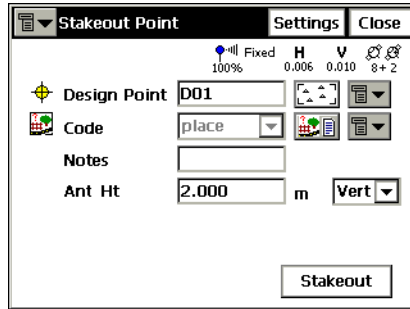 Stakeout Point Settings Close
Fixed H V
100% 0.006 0.010 8+2
Design Point D01
Code place
Notes
Ant Ht 2.000 m Vert
Stakeout